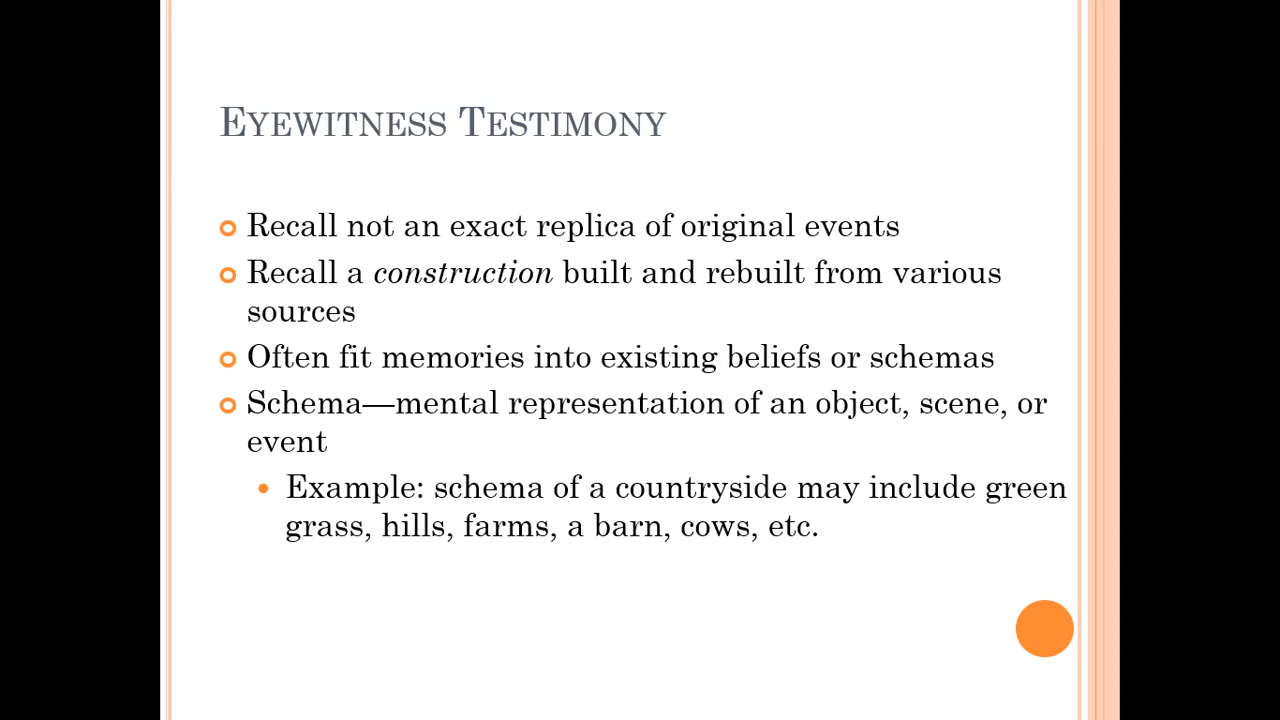 Eyewitness Testimony
Recall not an exact replica of original events
Recall a construction built and rebuilt from various
sources
Often fit memories into existing beliefs or schemas
Schema—mental representation of an object, scene, or
event
Example: schema of a countryside may include green
grass, hills, farms, a barn, cows, etc.